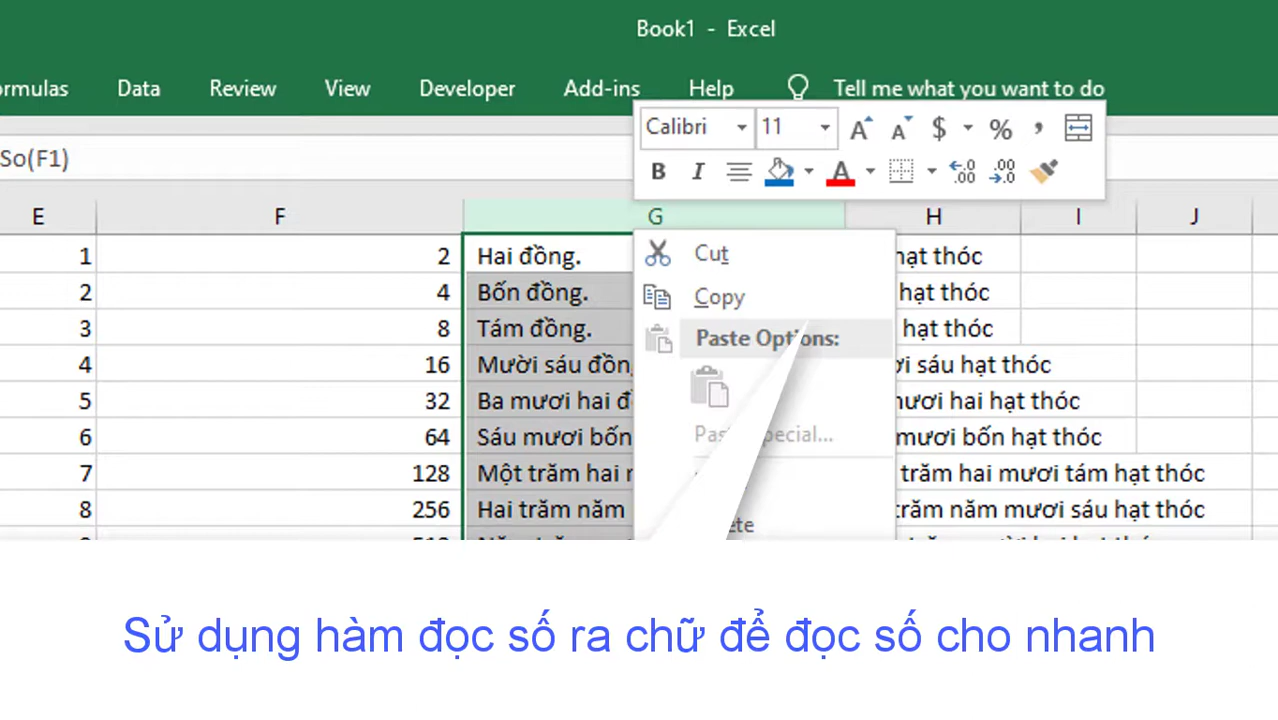 Book1 - Excel
Data Review View Developer Add-ins Help Tell me what you want to do
Calibri 11 $ %
So(F1)
B I A
E F G H I J
1 2 Hai đồng. hạt thóc
2 4 Bốn đồng. hạt thóc
3 8 Tám đồng. hạt thóc
4 16 Mười sáu sáu hạt thóc
5 32 Ba mươi hai hai hạt thóc
6 64 Sáu mươi bốn mươi bốn hạt thóc
7 128 Một trăm hai trăm hai mươi tám hạt thóc
8 256 Hai trăm năm trăm năm mươi sáu hạt thóc
Cut
Copy
Paste Options:
Sử dụng hàm đọc số ra chữ để đọc số cho nhanh